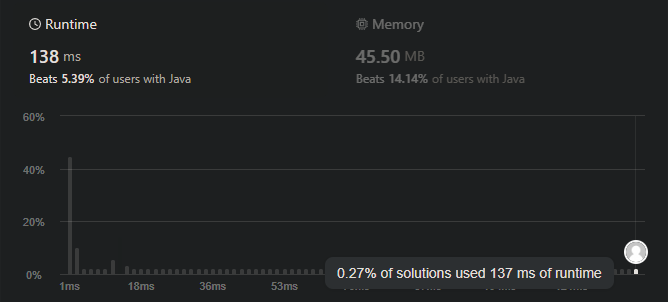 Runtime
Memory
138 ms
45.50 MB
Beats 5.39% of users with Java
Beats 14.14% of users with Java
60%
40%
20%
0%
0.27% of solutions used 137 ms of runtime
1ms
18ms
36ms
53ms